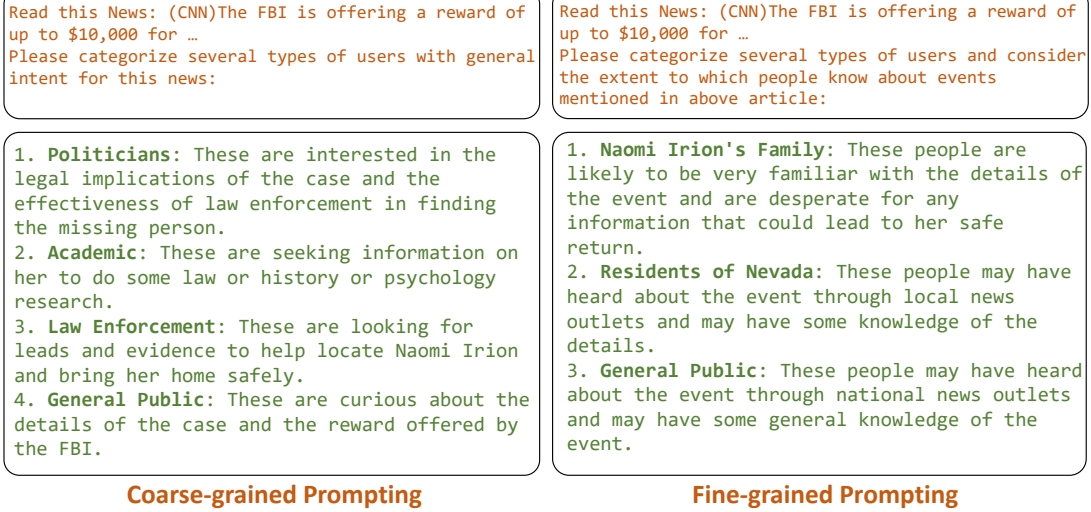 Read this News: (CNN)The FBI is offering a reward of
up to $10,000 for …
Please categorize several types of users with general
intent for this news:
1. Politicians: These are interested in the
legal implications of the case and the
effectiveness of law enforcement in finding
the missing person.
2. Academic: These are seeking information on
her to do some law or history or psychology
research.
3. Law Enforcement: These are looking for
leads and evidence to help locate Naomi Irion
and bring her home safely.
4. General Public: These are curious about the
details of the case and the reward offered by
the FBI.
Coarse-grained Prompting
Read this News: (CNN)The FBI is offering a reward of
up to $10,000 for …
Please categorize several types of users and consider
the extent to which people know about events
mentioned in above article:
1. Naomi Irion's Family: These people are
likely to be very familiar with the details of
the event and are desperate for any
information that could lead to her safe
return.
2. Residents of Nevada: These people may have
heard about the event through local news
outlets and may have some knowledge of the
details.
3. General Public: These people may have heard
about the event through national news outlets
and may have some general knowledge of the
event.
Fine-grained Prompting